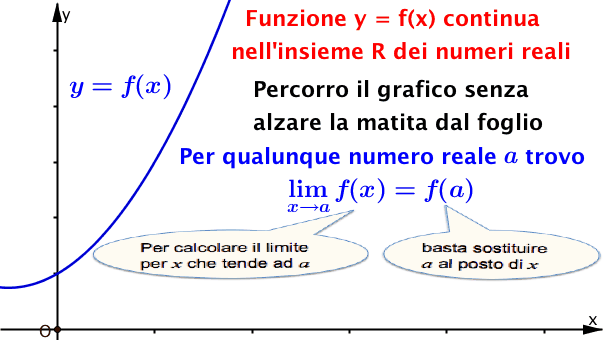 y
Funzione y = f(x) continua
nell'insieme R dei numeri reali
y = f(x)
Percorro il grafico senza
alzare la matita dal foglio
Per qualunque numero reale a trovo
lim f(x) = f(a)
x→a
Per calcolare il limite
per x che tende ad a
basta sostituire
a al posto di x
x
O